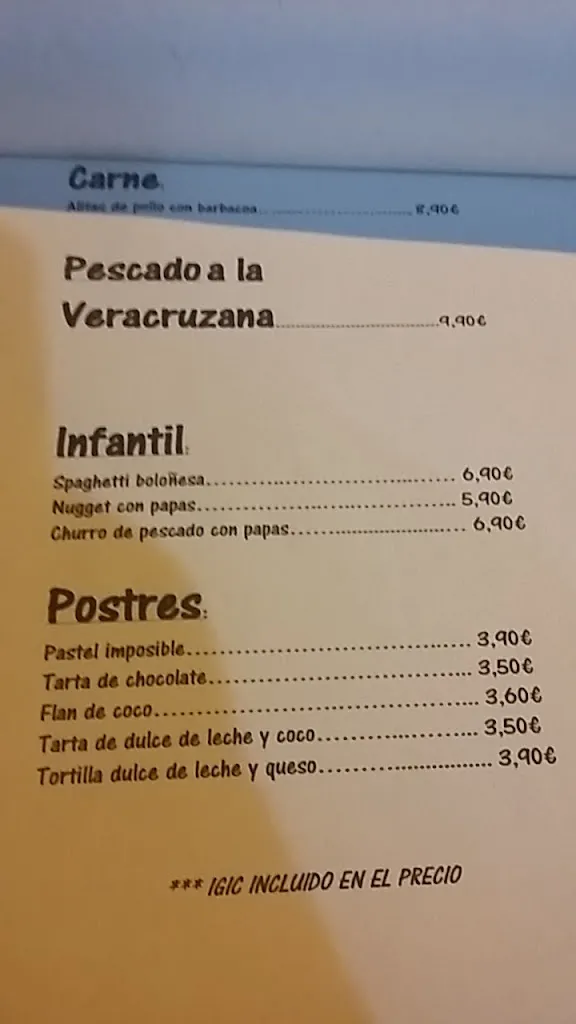 Carne:
Alitas de pollo con barbacoa....................8,90€
Pescado a la
Veracruzana....................9,90€
Infantil:
Spaghetti boloñesa.................... 6,90€
Nugget con papas.................... 5,90€
Churro de pescado con papas.................... 6,90€
Postres:
Pastel imposible.................... 3,90€
Tarta de chocolate.................... 3,50€
Flan de coco.................... 3,60€
Tarta de dulce de leche y coco.................... 3,50€
Tortilla dulce de leche y queso.................... 3,90€
*** IGIC INCLUIDO EN EL PRECIO